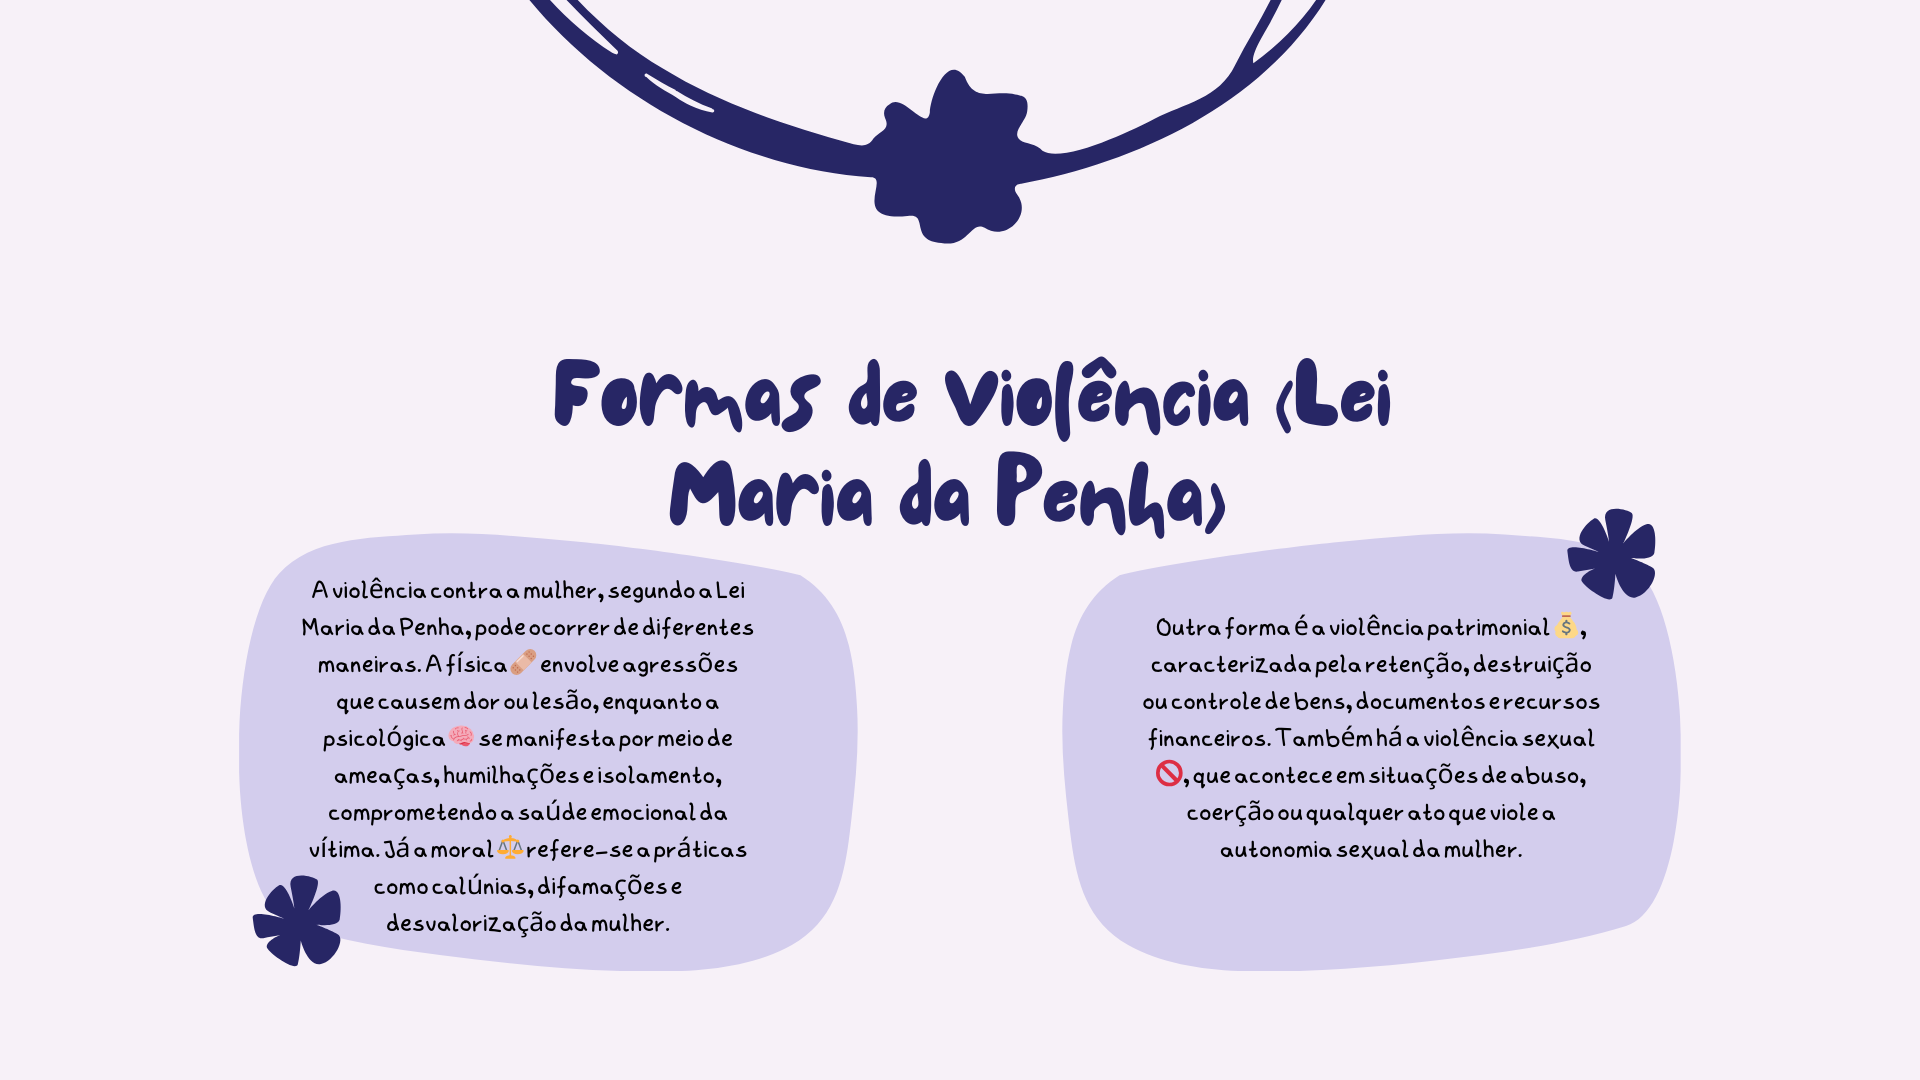 Formas de Violência (Lei
Maria da Penha)
A violência contra a mulher, segundo a Lei
Maria da Penha, pode ocorrer de diferentes
maneiras. A física🩹 envolve agressões
que causem dor ou lesão, enquanto a
psicológica🧠 se manifesta por meio de
ameaças, humilhações e isolamento,
comprometendo a saúde emocional da
vítima. Já a moral⚖️ refere-se a práticas
como calúnias, difamações e
desvalorização da mulher.
Outra forma é a violência patrimonial💰,
caracterizada pela retenção, destruição
ou controle de bens, documentos e recursos
financeiros. Também há a violência sexual
🚫, que acontece em situações de abuso,
coerção ou qualquer ato que viole a
autonomia sexual da mulher.